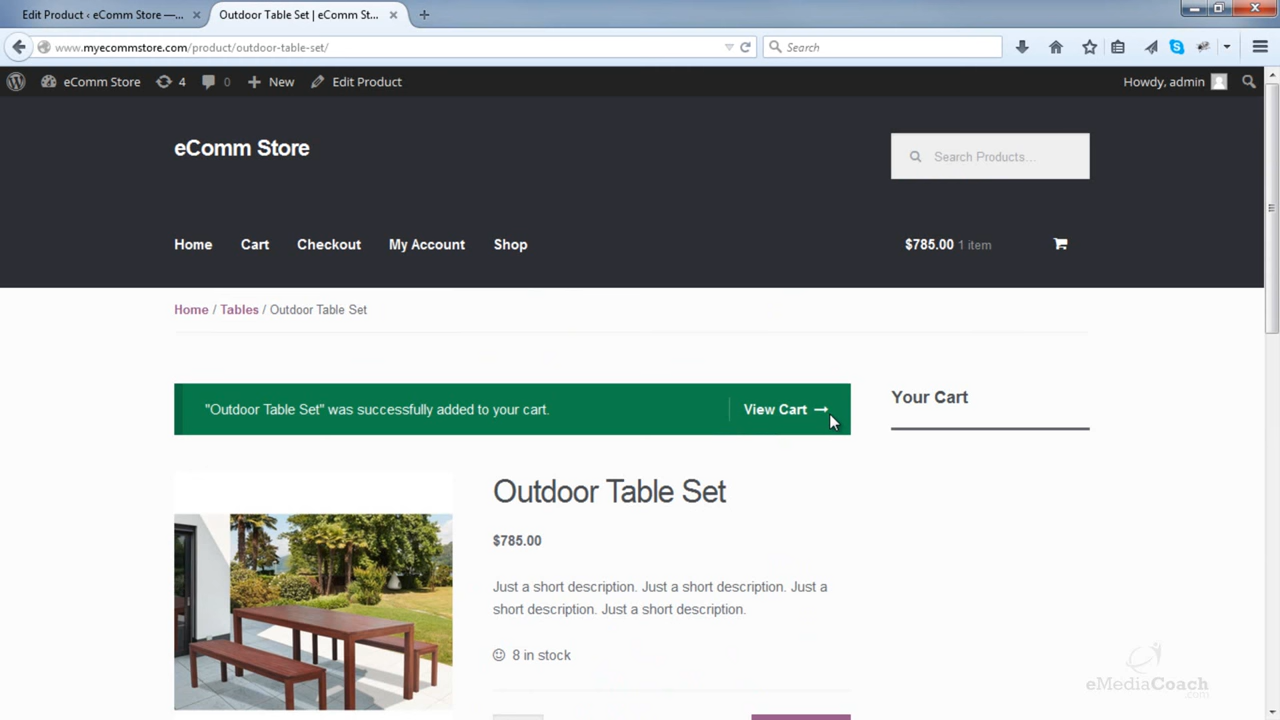 Edit Product ‹ eComm Store —...
Outdoor Table Set | eComm St...
www.myecommstore.com/product/outdoor-table-set/
Search
eComm Store
4
0
New
Edit Product
Howdy, admin
eComm Store
Search Products...
Home
Cart
Checkout
My Account
Shop
$785.00 1 item
Home / Tables / Outdoor Table Set
"Outdoor Table Set" was successfully added to your cart.
View Cart →
Your Cart
Outdoor Table Set
$785.00
Just a short description. Just a short description. Just a
short description. Just a short description.
8 in stock
eMediaCoach
.com